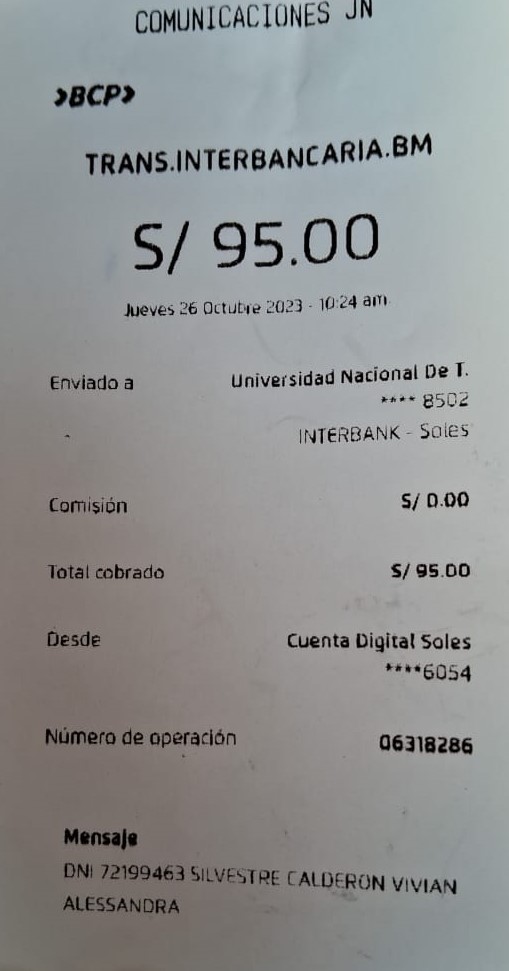 COMUNICACIONES JN
›BCP›
TRANS.INTERBANCARIA.BM
S/ 95.00
Jueves 26 Octubre 2023 - 10:24 am
Enviado a Universidad Nacional De T.
**** 8502
INTERBANK - Soles
Comisión S/ 0.00
Total cobrado S/ 95.00
Desde Cuenta Digital Soles
****6054
Número de operación 06318286
Mensaje
DNI 72199463 SILVESTRE CALDERON VIVIAN
ALESSANDRA